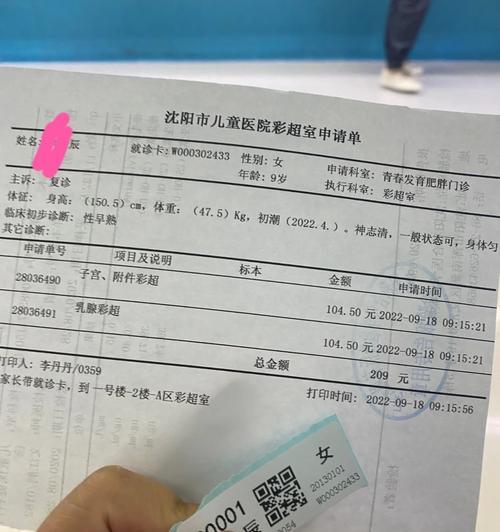 沈阳市儿童医院彩超室申请单
姓名: 辰 就诊卡:W000302433 性别:女 申请科室:青春发育肥胖门诊
年龄:9岁 执行科室:彩超室
主诉:复诊
体征:身高:(150.5)cm,体重:(47.5)Kg,初潮(2022.4.)。神志清,一般状态可,身体匀
临床初步诊断:性早熟
其它诊断:
申请单号 项目及说明 标本 金额 申请时间
28036490 子宫、附件彩超 104.50 元 2022-09-18 09:15:21
28036491 乳腺彩超
104.50 元 2022-09-18 09:15:21
总金额 209 元
打印人:李丹丹/0359 打印时间:2022-09-18 09:15:56
家长带就诊卡,到 一号楼-2楼-A区彩超室
女
20130101
W000302433
0001
辰
0054